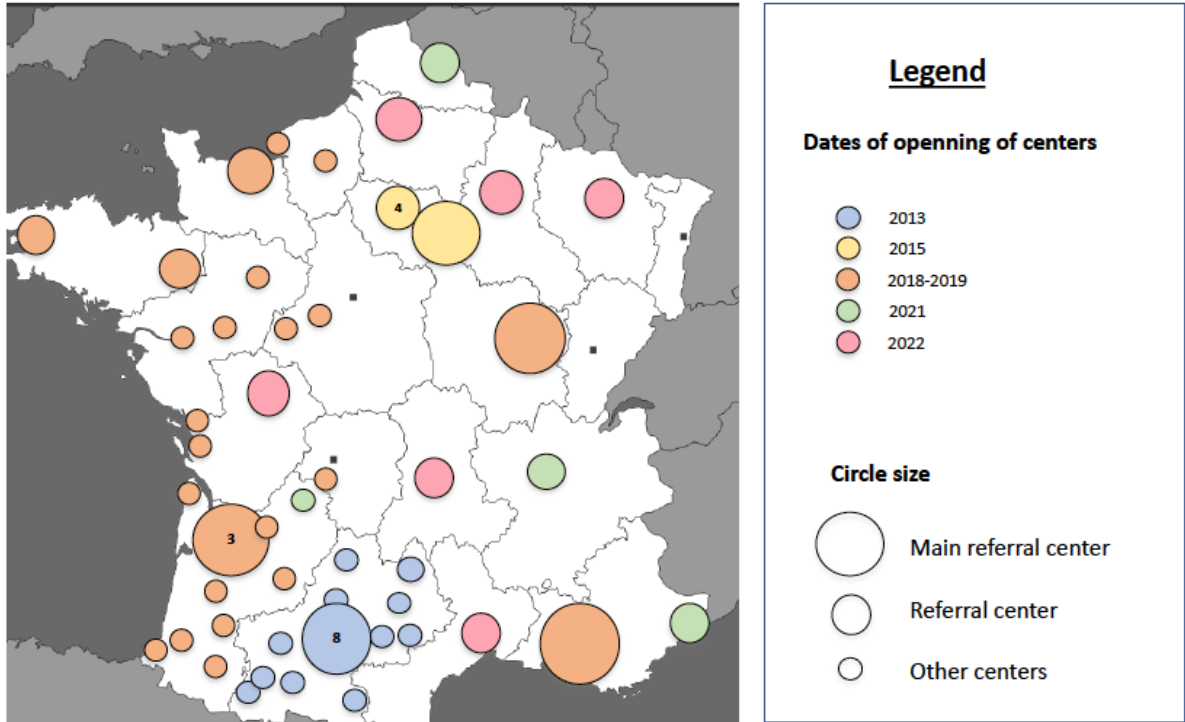 Legend
Dates of openning of centers
2013
2015
2018-2019
2021
2022
Circle size
Main referral center
Referral center
Other centers
4
3
8